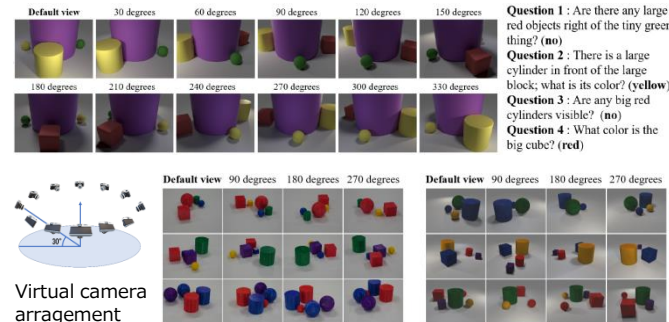 Default view 30 degrees 60 degrees 90 degrees 120 degrees 150 degrees
180 degrees 210 degrees 240 degrees 270 degrees 300 degrees 330 degrees
Question 1 : Are there any large
red objects right of the tiny green
thing? (no)
Question 2 : There is a large
cylinder in front of the large
block; what is its color? (yellow)
Question 3 : Are any big red
cylinders visible? (no)
Question 4 : What color is the
big cube? (red)
30°
Virtual camera
arragement
Default view 90 degrees 180 degrees 270 degrees
Default view 90 degrees 180 degrees 270 degrees